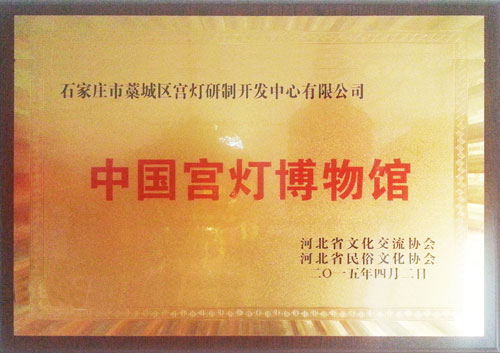 石家庄市藁城区宫灯研制开发中心有限公司
中国宫灯博物馆
河北省文化交流协会
河北省民俗文化协会
二〇一五年四月二日